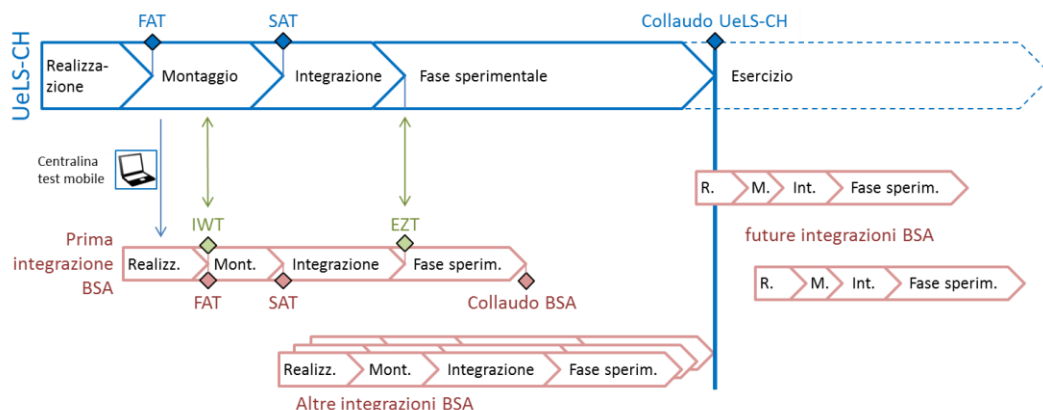 FAT
SAT
Collaudo UeLS-CH
UeLS-CH
Realizza-
zione
Montaggio
Integrazione
Fase sperimentale
Esercizio
Centralina
test mobile
R.
M.
Int.
Fase sperim.
future integrazioni BSA
IWT
EZT
Prima
integrazione
BSA
Realizz.
Mont.
Integrazione
Fase sperim.
FAT
SAT
Collaudo BSA
R.
M.
Int.
Fase sperim.
Realizz.
Mont.
Integrazione
Fase sperim.
Altre integrazioni BSA